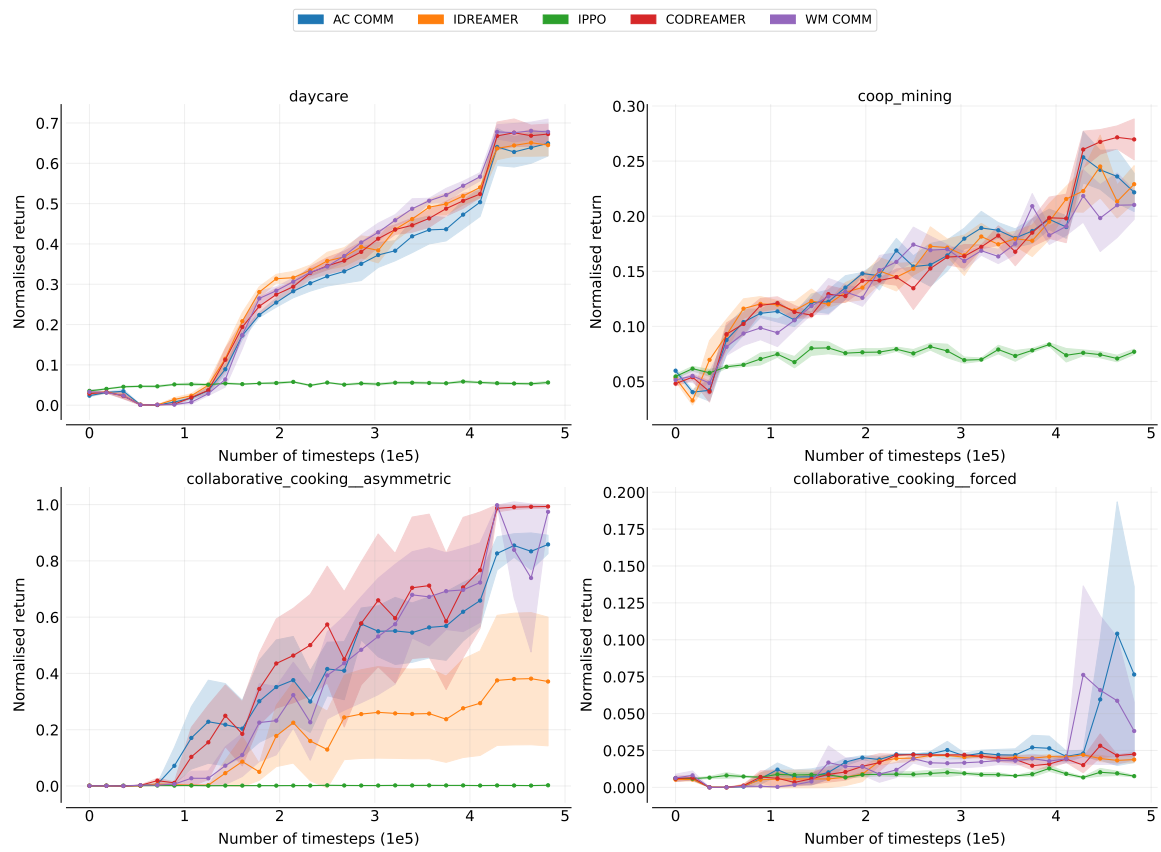 AC COMM IDREAMER IPPO CODREAMER WM COMM
daycare
0.7
0.6
0.5
0.4
0.3
0.2
0.1
0.0
Normalised return
0 1 2 3 4 5
Number of timesteps (1e5)
coop_mining
0.30
0.25
0.20
0.15
0.10
0.05
Normalised return
0 1 2 3 4 5
Number of timesteps (1e5)
collaborative_cooking__asymmetric
1.0
0.8
0.6
0.4
0.2
0.0
Normalised return
0 1 2 3 4 5
Number of timesteps (1e5)
collaborative_cooking__forced
0.200
0.175
0.150
0.125
0.100
0.075
0.050
0.025
0.000
Normalised return
0 1 2 3 4 5
Number of timesteps (1e5)